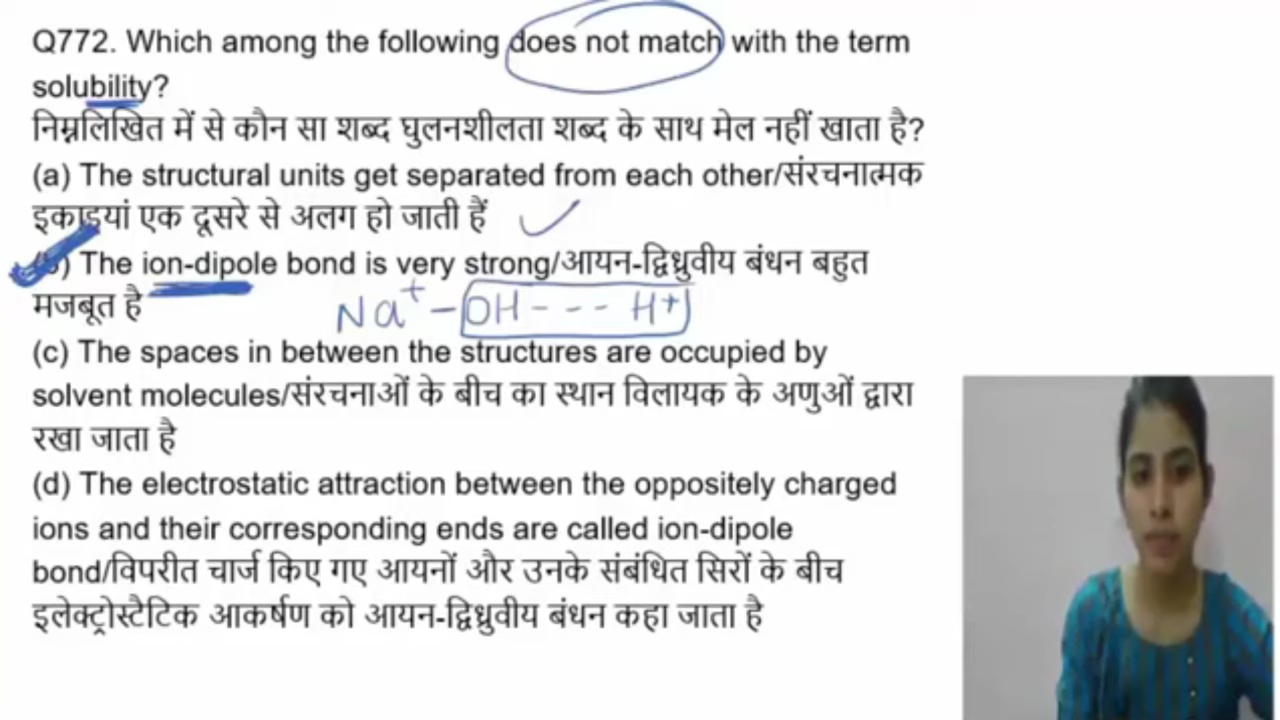 Q772. Which among the following does not match with the term
solubility?
निम्नलिखित में से कौन सा शब्द घुलनशीलता शब्द के साथ मेल नहीं खाता है?
(a) The structural units get separated from each other/संरचनात्मक
इकाइयां एक दूसरे से अलग हो जाती हैं
(b) The ion-dipole bond is very strong/आयन-द्विध्रुवीय बंधन बहुत
मजबूत है
Na+ - OH --- H+
(c) The spaces in between the structures are occupied by
solvent molecules/संरचनाओं के बीच का स्थान विलायक के अणुओं द्वारा
रखा जाता है
(d) The electrostatic attraction between the oppositely charged
ions and their corresponding ends are called ion-dipole
bond/विपरीत चार्ज किए गए आयनों और उनके संबंधित सिरों के बीच
इलेक्ट्रोस्टैटिक आकर्षण को आयन-द्विध्रुवीय बंधन कहा जाता है